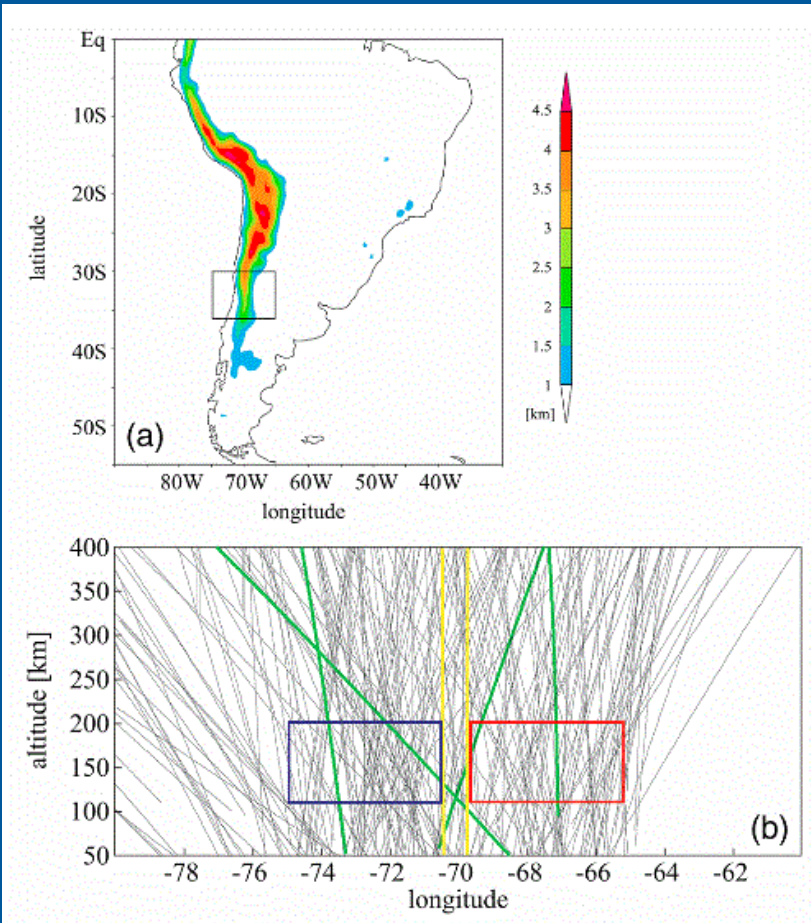 Eq
10S
20S
30S
40S
50S
latitude
(a)
80W 70W 60W 50W 40W
longitude
4.5
4
3.5
3
2.5
2
1.5
1
[km]
400
350
300
250
200
150
100
50
altitude [km]
(b)
-78 -76 -74 -72 -70 -68 -66 -64 -62
longitude